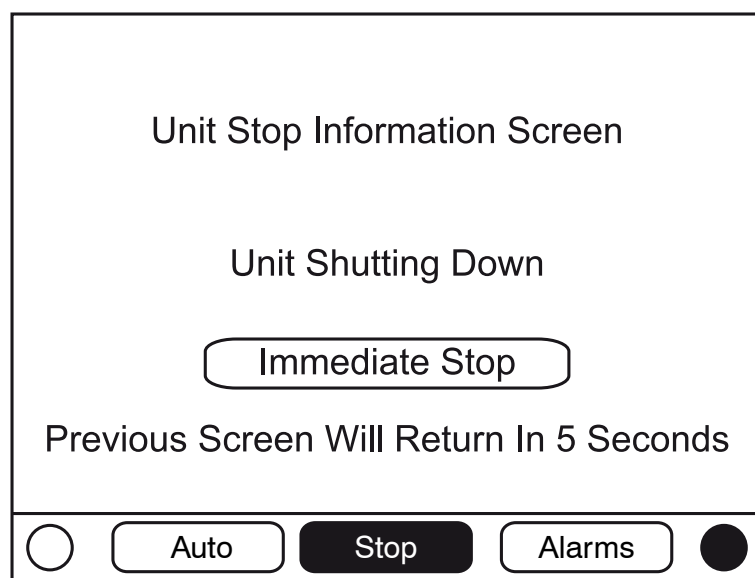 Unit Stop Information Screen
Unit Shutting Down
Immediate Stop
Previous Screen Will Return In 5 Seconds
Auto Stop Alarms